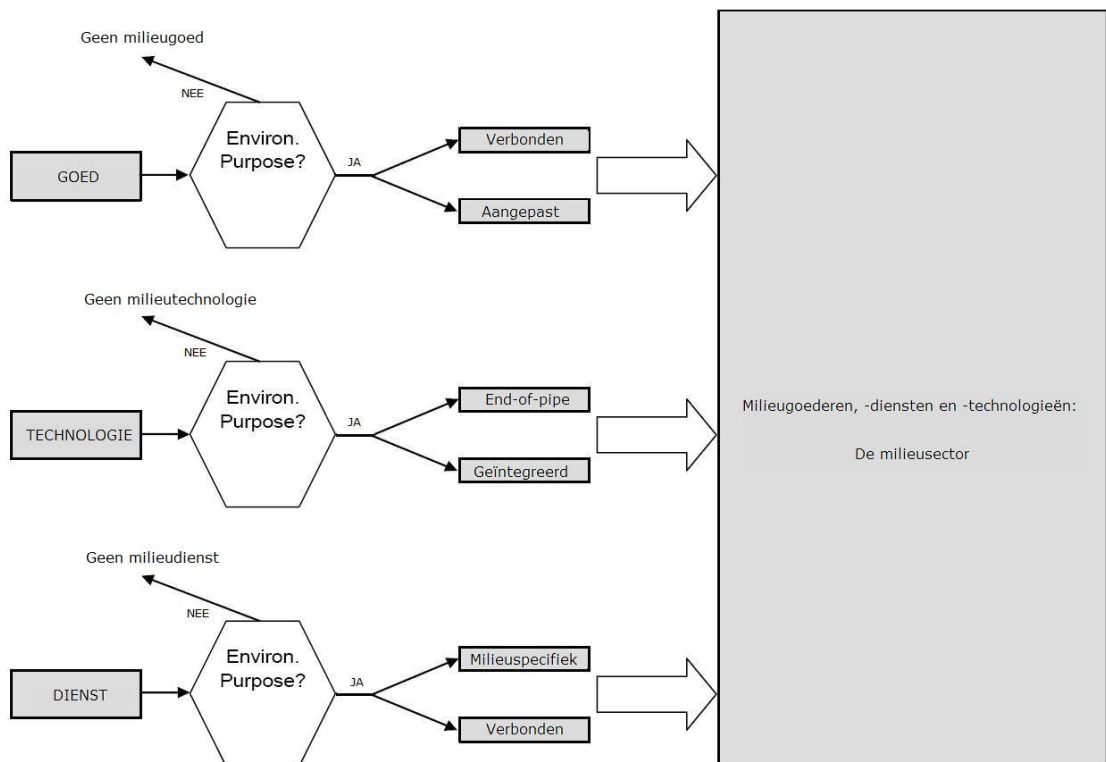 Geen milieugoed
NEE
Environ.
Purpose?
GOED
JA
Verbonden
Aangepast
Geen milieutechnologie
NEE
Environ.
Purpose?
TECHNOLOGIE
JA
End-of-pipe
Geïntegreerd
Milieugoederen, -diensten en -technologieën:
De milieusector
Geen milieudienst
NEE
Environ.
Purpose?
DIENST
JA
Milieuspecifiek
Verbonden